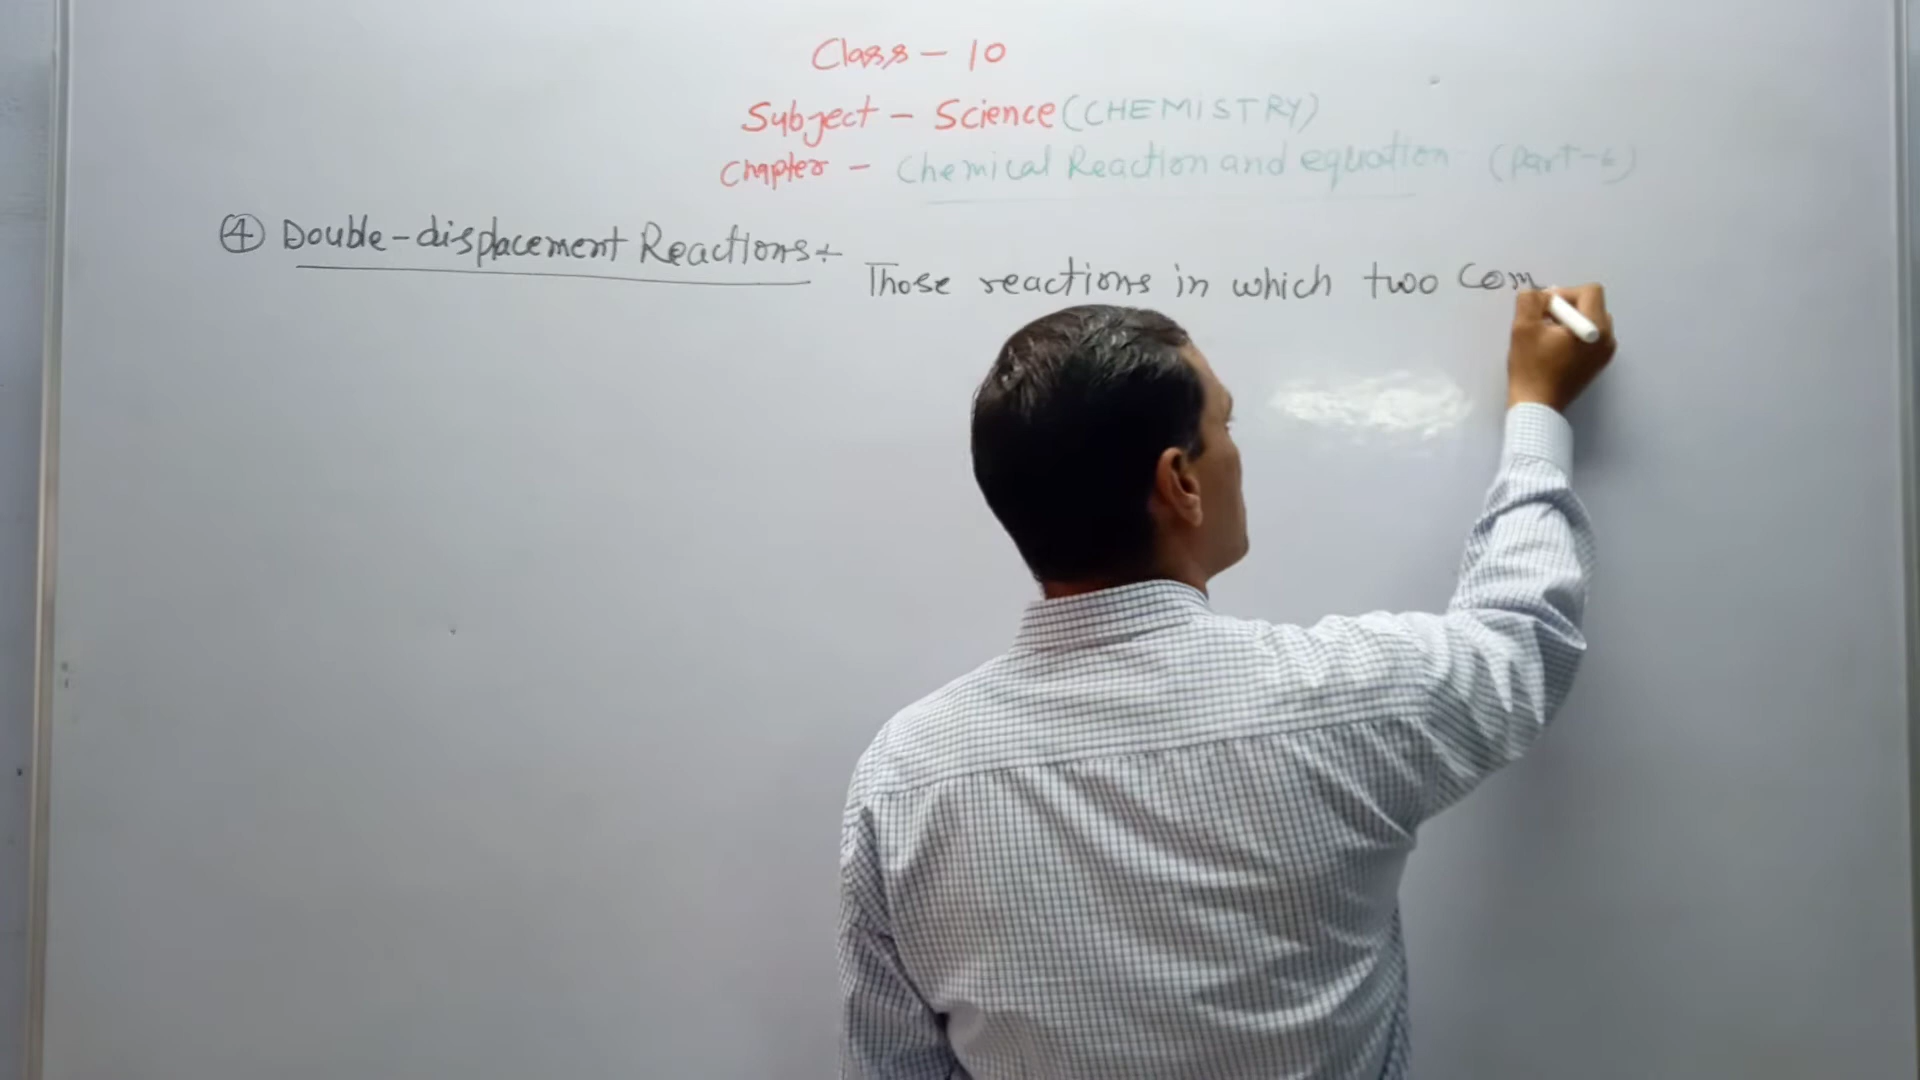 Class - 10
Subject - Science (CHEMISTRY)
Chapter - Chemical Reaction and equation (Part-6)
④ Double-displacement Reactions÷
Those reactions in which two com